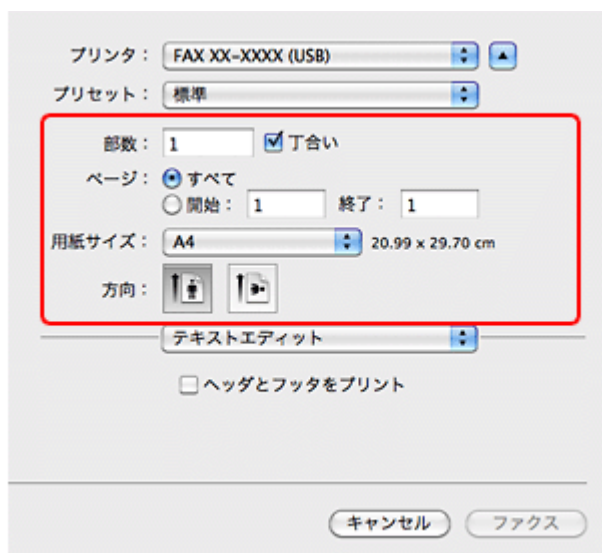 プリンタ： FAX XX-XXXX (USB)
プリセット： 標準
部数： 1 丁合い
ページ： すべて
開始： 1 終了： 1
用紙サイズ： A4 20.99 x 29.70 cm
方向：
テキストエディット
ヘッダとフッタをプリント
キャンセル ファクス